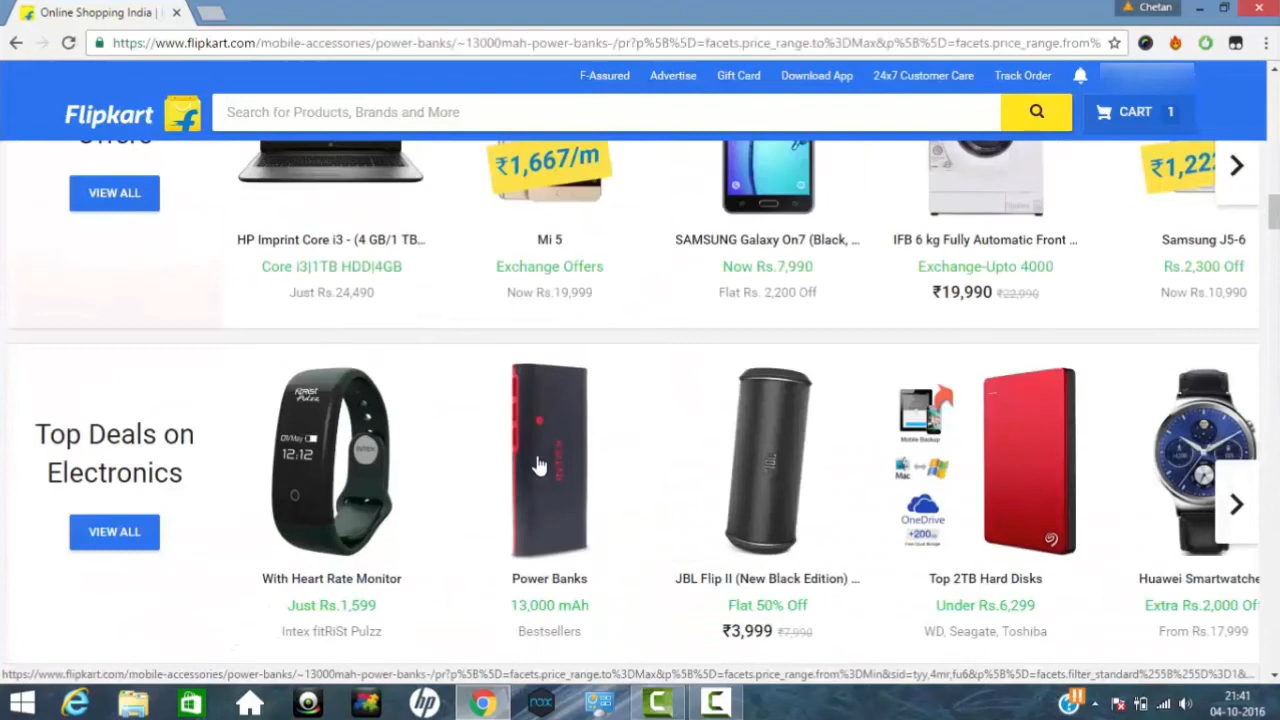 Online Shopping India |
Chetan
https://www.flipkart.com/mobile-accessories/power-banks/~13000mah-power-banks-/pr?p%5B%5D=facets.price_range.to%3DMax&p%5B%5D=facets.price_range.from%
F-Assured Advertise Gift Card Download App 24x7 Customer Care Track Order
Flipkart Search for Products, Brands and More CART 1
Offers
VIEW ALL
₹1,667/m
₹1,222
HP Imprint Core i3 - (4 GB/1 TB... Mi 5 SAMSUNG Galaxy On7 (Black, ... IFB 6 kg Fully Automatic Front ... Samsung J5-6
Core i3|1TB HDD|4GB Exchange Offers Now Rs.7,990 Exchange-Upto 4000 Rs.2,300 Off
Just Rs.24,490 Now Rs.19,999 Flat Rs. 2,200 Off ₹19,990 ₹22,990 Now Rs.10,990
Top Deals on
Electronics
VIEW ALL
12:12
INTEX
Mobile Backup
Mac
OneDrive
+200
With Heart Rate Monitor Power Banks JBL Flip II (New Black Edition) ... Top 2TB Hard Disks Huawei Smartwatche
Just Rs.1,599 13,000 mAh Flat 50% Off Under Rs.6,299 Extra Rs.2,000 Of
Intex fitRiSt Pulzz Bestsellers ₹3,999 ₹7,990 WD, Seagate, Toshiba From Rs.17,999
https://www.flipkart.com/mobile-accessories/power-banks/~13000mah-power-banks-/pr?p%5B%5D=facets.price_range.to%3DMax&p%5B%5D=facets.price_range.from%3DMin&sid=tyy,4mr,fu6&p%5B%5D=facets.filter_standard%255B%255D%3D1&...
hp nox
21:41
04-10-2016